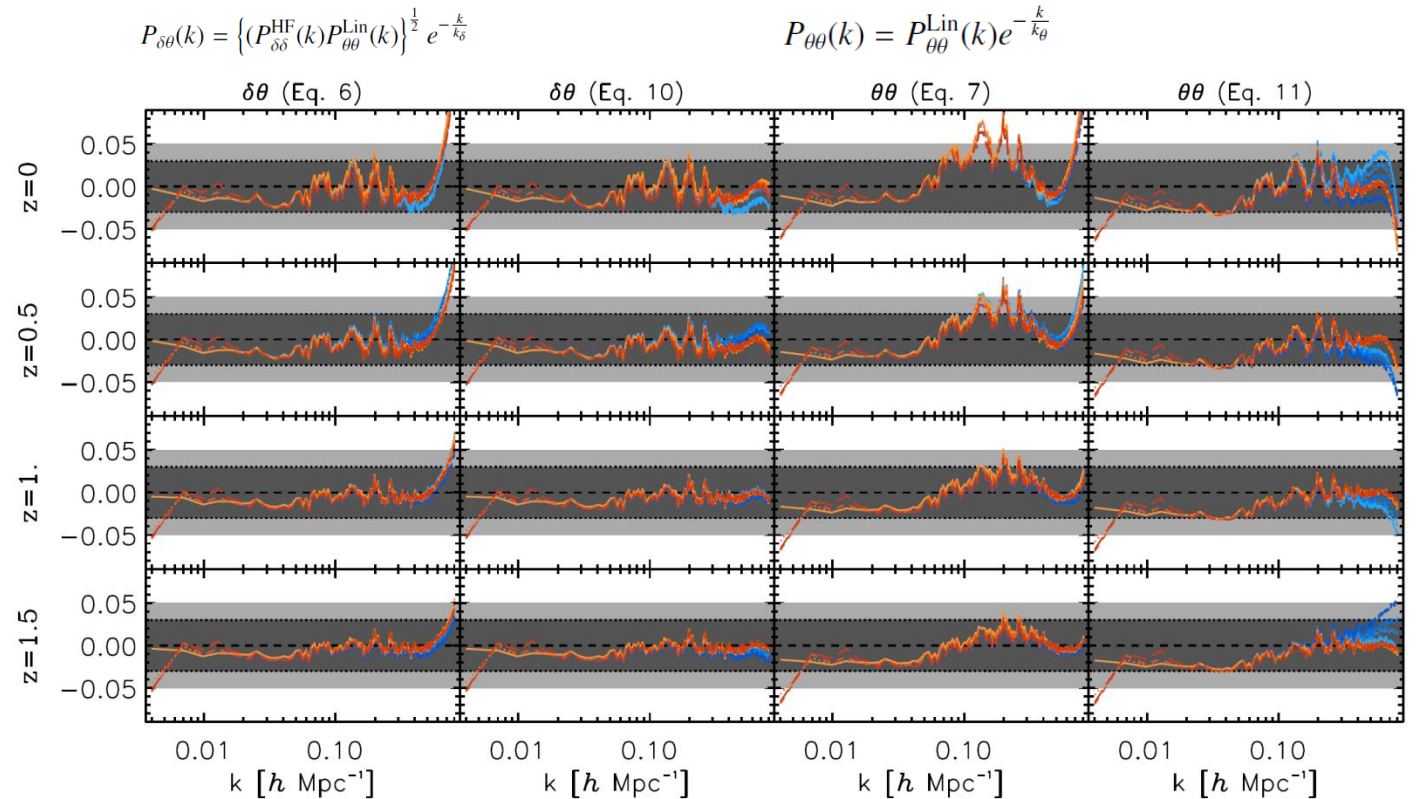 P_{δθ}(k) = {(P^{HF}_{δδ}(k)P^{Lin}_{θθ}(k)}^{1/2} e^{-k/k_δ}
P_{θθ}(k) = P^{Lin}_{θθ}(k)e^{-k/k_θ}
δθ (Eq. 6) δθ (Eq. 10) θθ (Eq. 7) θθ (Eq. 11)
z=0
0.05
0.00
−0.05
z=0.5
0.05
0.00
−0.05
z=1.
0.05
0.00
−0.05
z=1.5
0.05
0.00
−0.05
0.01 0.10 0.01 0.10 0.01 0.10 0.01 0.10
k [h Mpc⁻¹] k [h Mpc⁻¹] k [h Mpc⁻¹] k [h Mpc⁻¹]